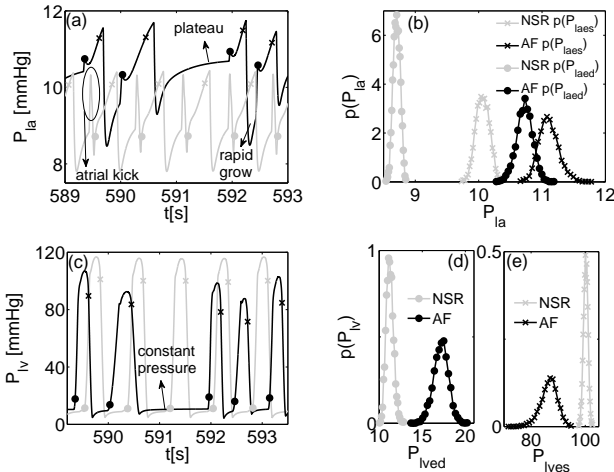 (a)
P_la [mmHg]
12
10
8
plateau
atrial kick
rapid
grow
589 590 591 592 593
t[s]
(b)
p(P_la)
6
4
2
0
NSR p(P_laes)
AF p(P_laes)
NSR p(P_laed)
AF p(P_laed)
9 10 11 12
P_la
(c)
P_lv [mmHg]
120
80
40
0
constant
pressure
590 591 592 593
t[s]
(d)
p(P_lv)
1
0.5
0
NSR
AF
10 15 20
P_lved
(e)
0.5
0
NSR
AF
80 100
P_lves